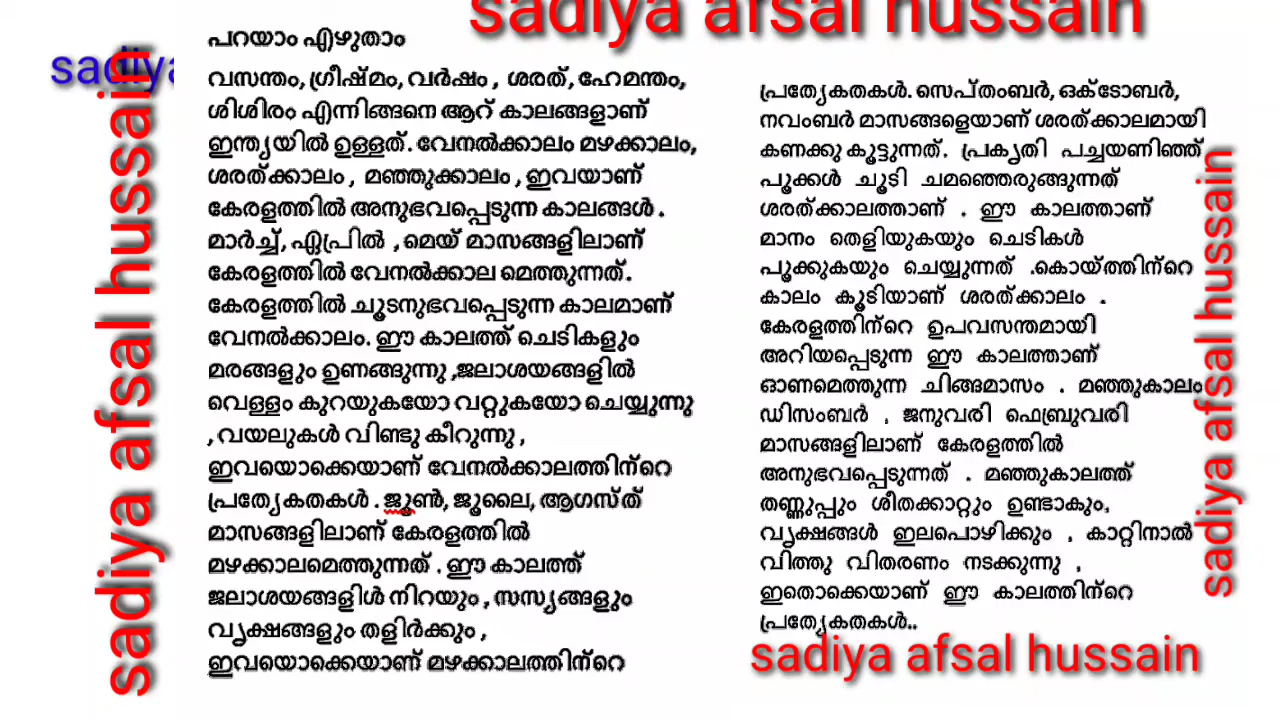 sadiya afsal hussain
sadiya
sadiya afsal hussain
പറയാം എഴുതാം
വസന്തം, ഗ്രീഷ്മം, വർഷം , ശരത്, ഹേമന്തം,
ശിശിരം എന്നിങ്ങനെ ആറ് കാലങ്ങളാണ്
ഇന്ത്യയിൽ ഉള്ളത്. വേനൽക്കാലം മഴക്കാലം,
ശരത്ക്കാലം , മഞ്ഞുക്കാലം , ഇവയാണ്
കേരളത്തിൽ അനുഭവപ്പെടുന്ന കാലങ്ങൾ .
മാർച്ച്, ഏപ്രിൽ , മെയ് മാസങ്ങളിലാണ്
കേരളത്തിൽ വേനൽക്കാല മെത്തുന്നത്.
കേരളത്തിൽ ചൂടനുഭവപ്പെടുന്ന കാലമാണ്
വേനൽക്കാലം. ഈ കാലത്ത് ചെടികളും
മരങ്ങളും ഉണങ്ങുന്നു ,ജലാശയങ്ങളിൽ
വെള്ളം കുറയുകയോ വറ്റുകയോ ചെയ്യുന്നു
, വയലുകൾ വിണ്ടു കീറുന്നു ,
ഇവയൊക്കെയാണ് വേനൽക്കാലത്തിന്റെ
പ്രത്യേകതകൾ . ജൂൺ, ജൂലൈ, ആഗസ്ത്
മാസങ്ങളിലാണ് കേരളത്തിൽ
മഴക്കാലമെത്തുന്നത് . ഈ കാലത്ത്
ജലാശയങ്ങളിൾ നിറയും , സസ്യങ്ങളും
വൃക്ഷങ്ങളും തളിർക്കും ,
ഇവയൊക്കെയാണ് മഴക്കാലത്തിന്റെ
പ്രത്യേകതകൾ. സെപ്തംബർ, ഒക്ടോബർ,
നവംബർ മാസങ്ങളെയാണ് ശരത്ക്കാലമായി
കണക്കു കൂട്ടുന്നത്. പ്രകൃതി പച്ചയണിഞ്ഞ്
പൂക്കൾ ചൂടി ചമഞ്ഞെരുങ്ങുന്നത്
ശരത്ക്കാലത്താണ് . ഈ കാലത്താണ്
മാനം തെളിയുകയും ചെടികൾ
പൂക്കുകയും ചെയ്യുന്നത് .കൊയ്ത്തിന്റെ
കാലം കൂടിയാണ് ശരത്ക്കാലം .
കേരളത്തിന്റെ ഉപവസന്തമായി
അറിയപ്പെടുന്ന ഈ കാലത്താണ്
ഓണമെത്തുന്ന ചിങ്ങമാസം . മഞ്ഞുകാലം
ഡിസംബർ , ജനുവരി ഫെബ്രുവരി
മാസങ്ങളിലാണ് കേരളത്തിൽ
അനുഭവപ്പെടുന്നത് . മഞ്ഞുകാലത്ത്
തണ്ണുപ്പും ശീതക്കാറ്റും ഉണ്ടാകും,
വൃക്ഷങ്ങൾ ഇലപൊഴിക്കും , കാറ്റിനാൽ
വിത്തു വിതരണം നടക്കുന്നു ,
ഇതൊക്കെയാണ് ഈ കാലത്തിന്റെ
പ്രത്യേകതകൾ..
sadiya afsal hussain
sadiya afsal hussain